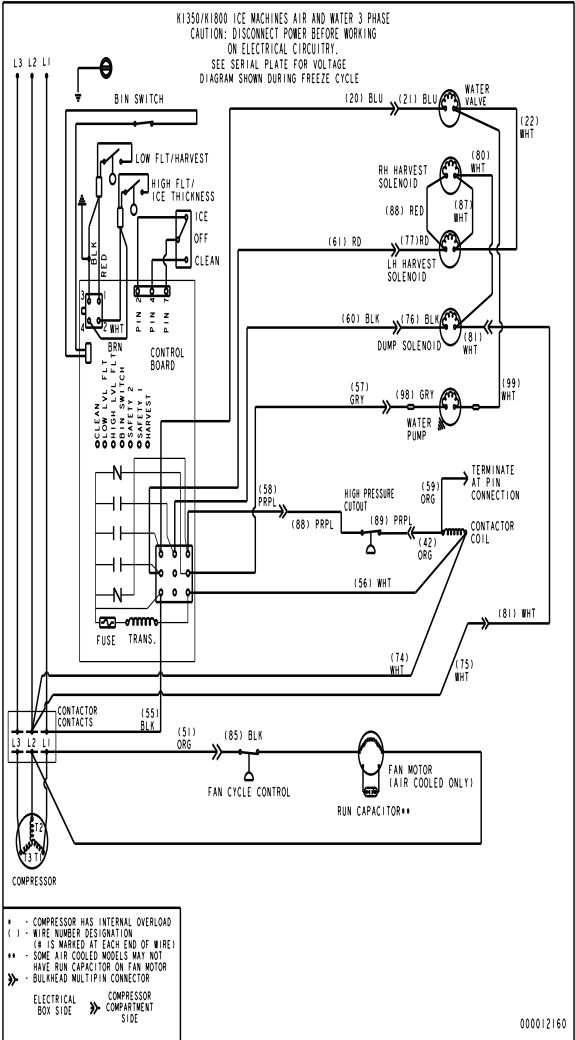 K1350/K1800 ICE MACHINES AIR AND WATER 3 PHASE
CAUTION: DISCONNECT POWER BEFORE WORKING
ON ELECTRICAL CIRCUITRY.
SEE SERIAL PLATE FOR VOLTAGE
DIAGRAM SHOWN DURING FREEZE CYCLE
L3 L2 L1
BIN SWITCH
(20) BLU
(21) BLU
WATER
VALVE
(22)
WHT
LOW FLT/HARVEST
(80)
WHT
RH HARVEST
SOLENOID
HIGH FLT/
ICE THICKNESS
(88) RED
(87)
WHT
ICE
OFF
CLEAN
(61) RD
(77)RD
LH HARVEST
SOLENOID
BLK
RED
3
1
4
2
WHT
BRN
PIN 2
PIN 4
PIN 7
(60) BLK
(76) BLK
DUMP SOLENOID
(81)
WHT
CONTROL
BOARD
CLEAN
LOW LVL FLT
HIGH LVL FLT
BIN SWITCH
SAFETY 2
SAFETY 1
HARVEST
(57)
GRY
(98) GRY
(99)
WHT
WATER
PUMP
(58)
PRPL
(88) PRPL
HIGH PRESSURE
CUTOUT
(89) PRPL
(59)
ORG
TERMINATE
AT PIN
CONNECTION
CONTACTOR
COIL
(42)
ORG
(56) WHT
FUSE
TRANS.
(81) WHT
(74)
WHT
(75)
WHT
CONTACTOR
CONTACTS
L3 L2 L1
(55)
BLK
(51)
ORG
(85) BLK
FAN CYCLE CONTROL
FAN MOTOR
(AIR COOLED ONLY)
RUN CAPACITOR**
T2
T3 T1
COMPRESSOR
* - COMPRESSOR HAS INTERNAL OVERLOAD
( ) - WIRE NUMBER DESIGNATION
(# IS MARKED AT EACH END OF WIRE)
** - SOME AIR COOLED MODELS MAY NOT
HAVE RUN CAPACITOR ON FAN MOTOR
- BULKHEAD MULTIPIN CONNECTOR
ELECTRICAL
BOX SIDE
COMPRESSOR
COMPARTMENT
SIDE
000012160